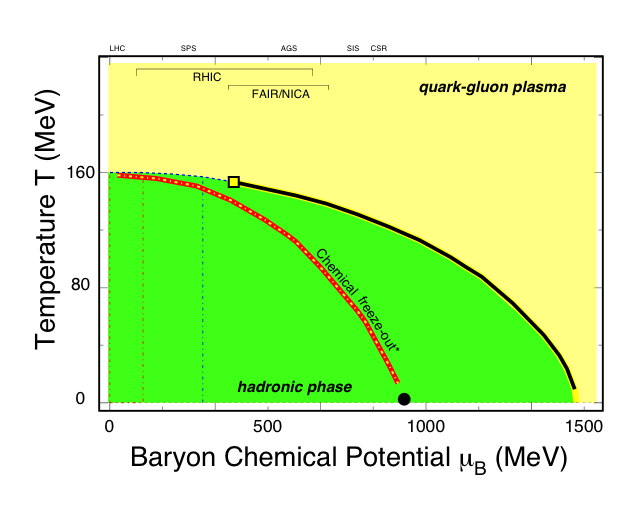 LHC SPS AGS SIS CSR
RHIC
FAIR/NICA
quark-gluon plasma
160
80
0
Temperature T (MeV)
Chemical freeze-out*
hadronic phase
0 500 1000 1500
Baryon Chemical Potential μB (MeV)